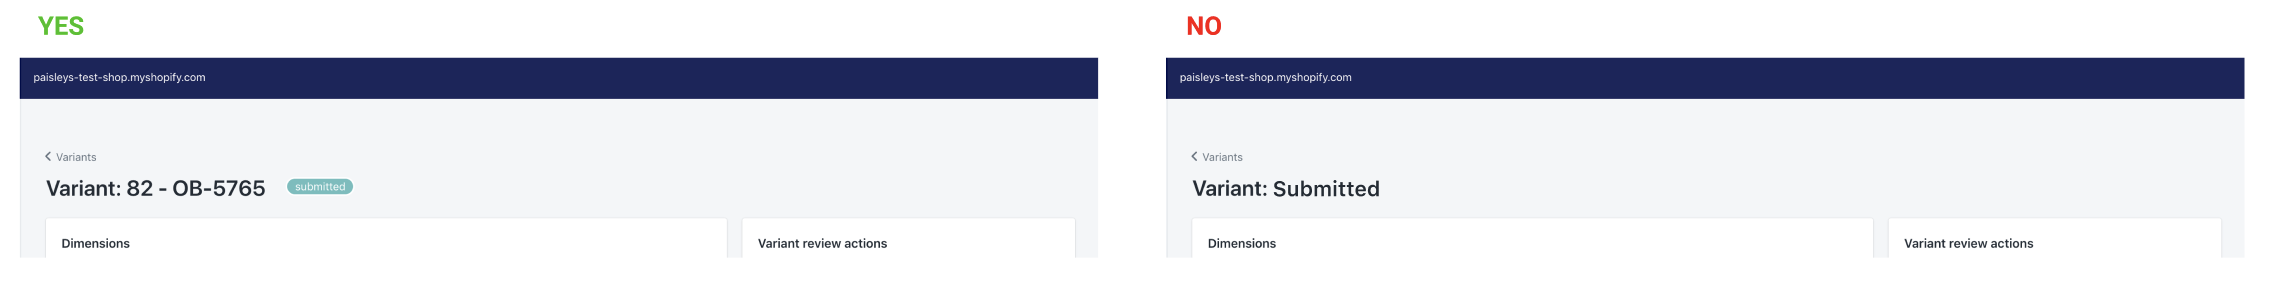 YES
paisleys-test-shop.myshopify.com
Variants
Variant: 82 - OB-5765 submitted
Dimensions
Variant review actions
NO
paisleys-test-shop.myshopify.com
Variants
Variant: Submitted
Dimensions
Variant review actions